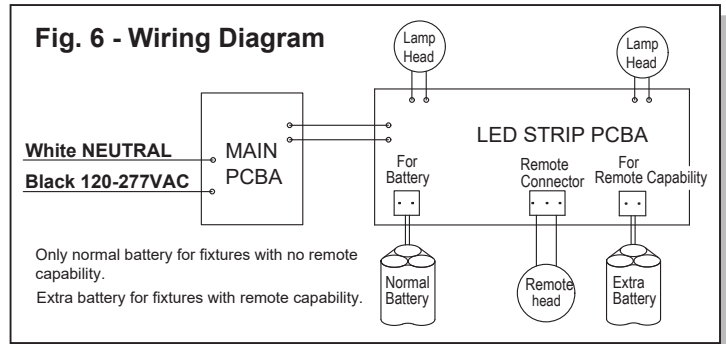 Fig. 6 - Wiring Diagram
Lamp
Head
Lamp
Head
White NEUTRAL
Black 120-277VAC
MAIN
PCBA
LED STRIP PCBA
For
Battery
Remote
Connector
For
Remote Capability
Only normal battery for fixtures with no remote
capability.
Extra battery for fixtures with remote capability.
Normal
Battery
Remote
head
Extra
Battery